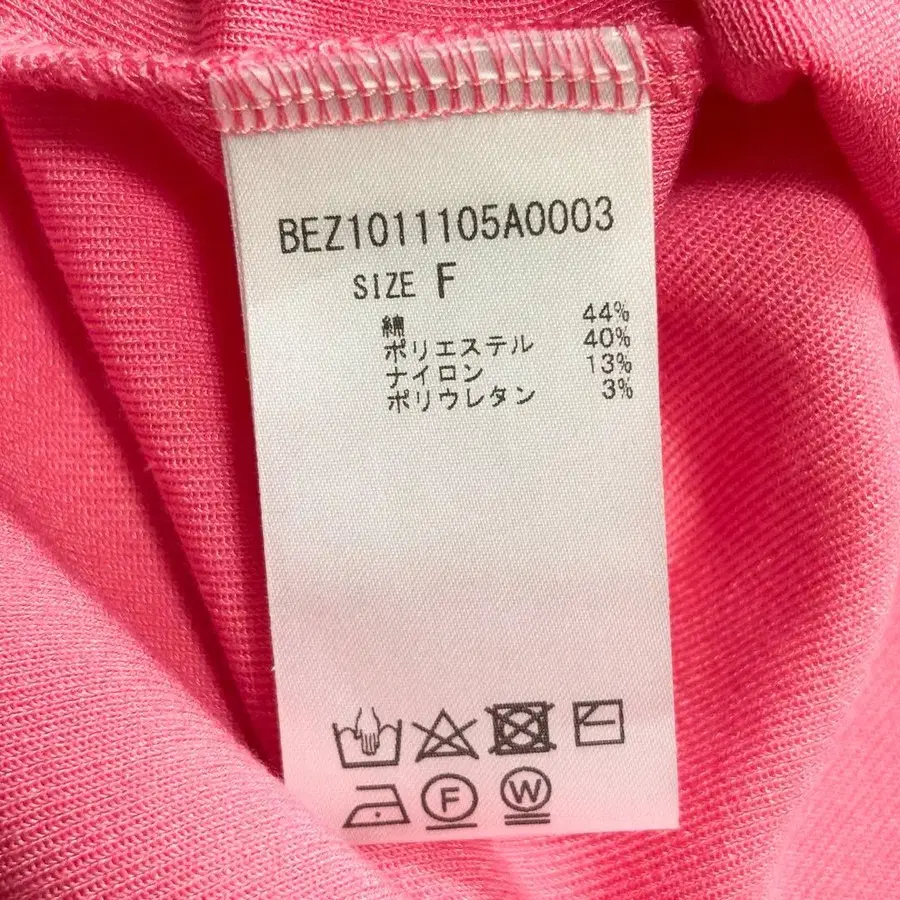 BEZ1011105A0003
SIZE F
綿 44%
ポリエステル 40%
ナイロン 13%
ポリウレタン 3%
F W